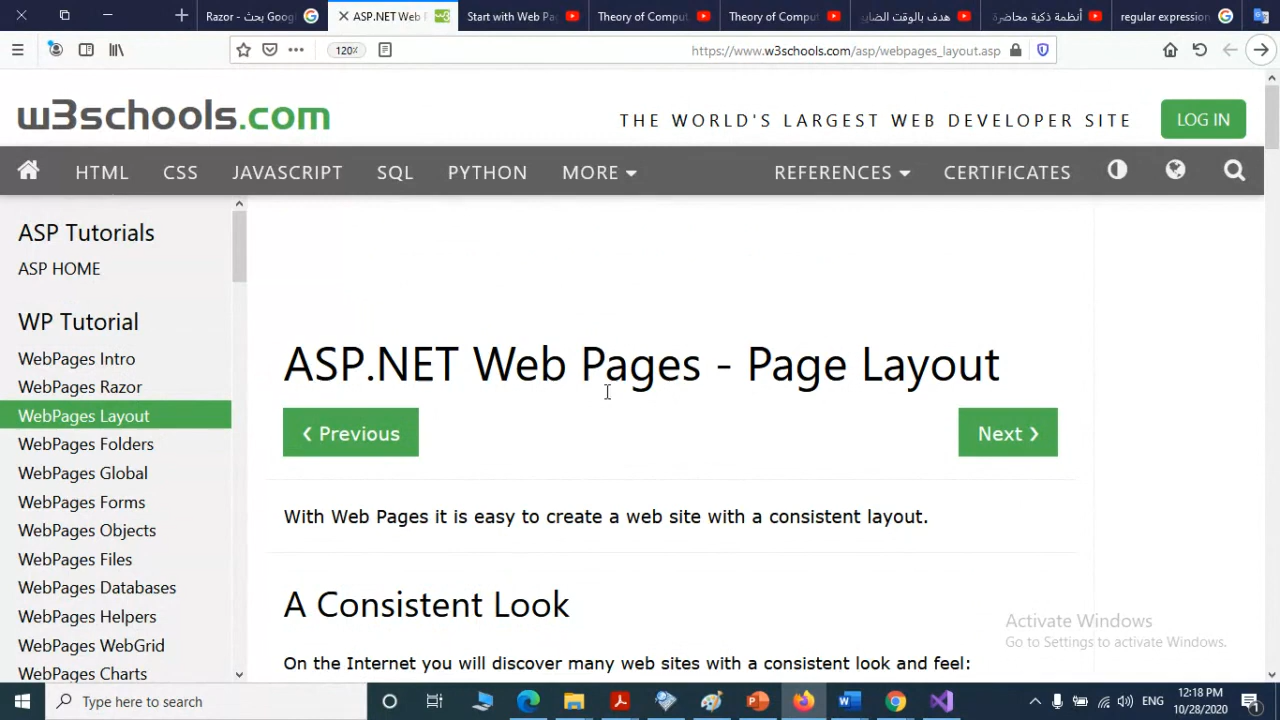 Razor - بحث Goog
ASP.NET Web P
Start with Web Pa
Theory of Comput
Theory of Comput
هدف بالوقت الضايع
أنظمة ذكية محاضرة
regular expression
120%
https://www.w3schools.com/asp/webpages_layout.asp
w3schools.com
THE WORLD'S LARGEST WEB DEVELOPER SITE
LOG IN
HTML CSS JAVASCRIPT SQL PYTHON MORE REFERENCES CERTIFICATES
ASP Tutorials
ASP HOME
WP Tutorial
WebPages Intro
WebPages Razor
WebPages Layout
WebPages Folders
WebPages Global
WebPages Forms
WebPages Objects
WebPages Files
WebPages Databases
WebPages Helpers
WebPages WebGrid
WebPages Charts
ASP.NET Web Pages - Page Layout
❮ Previous
Next ❯
With Web Pages it is easy to create a web site with a consistent layout.
A Consistent Look
On the Internet you will discover many web sites with a consistent look and feel:
Activate Windows
Go to Settings to activate Windows.
Type here to search
ENG
12:18 PM
10/28/2020